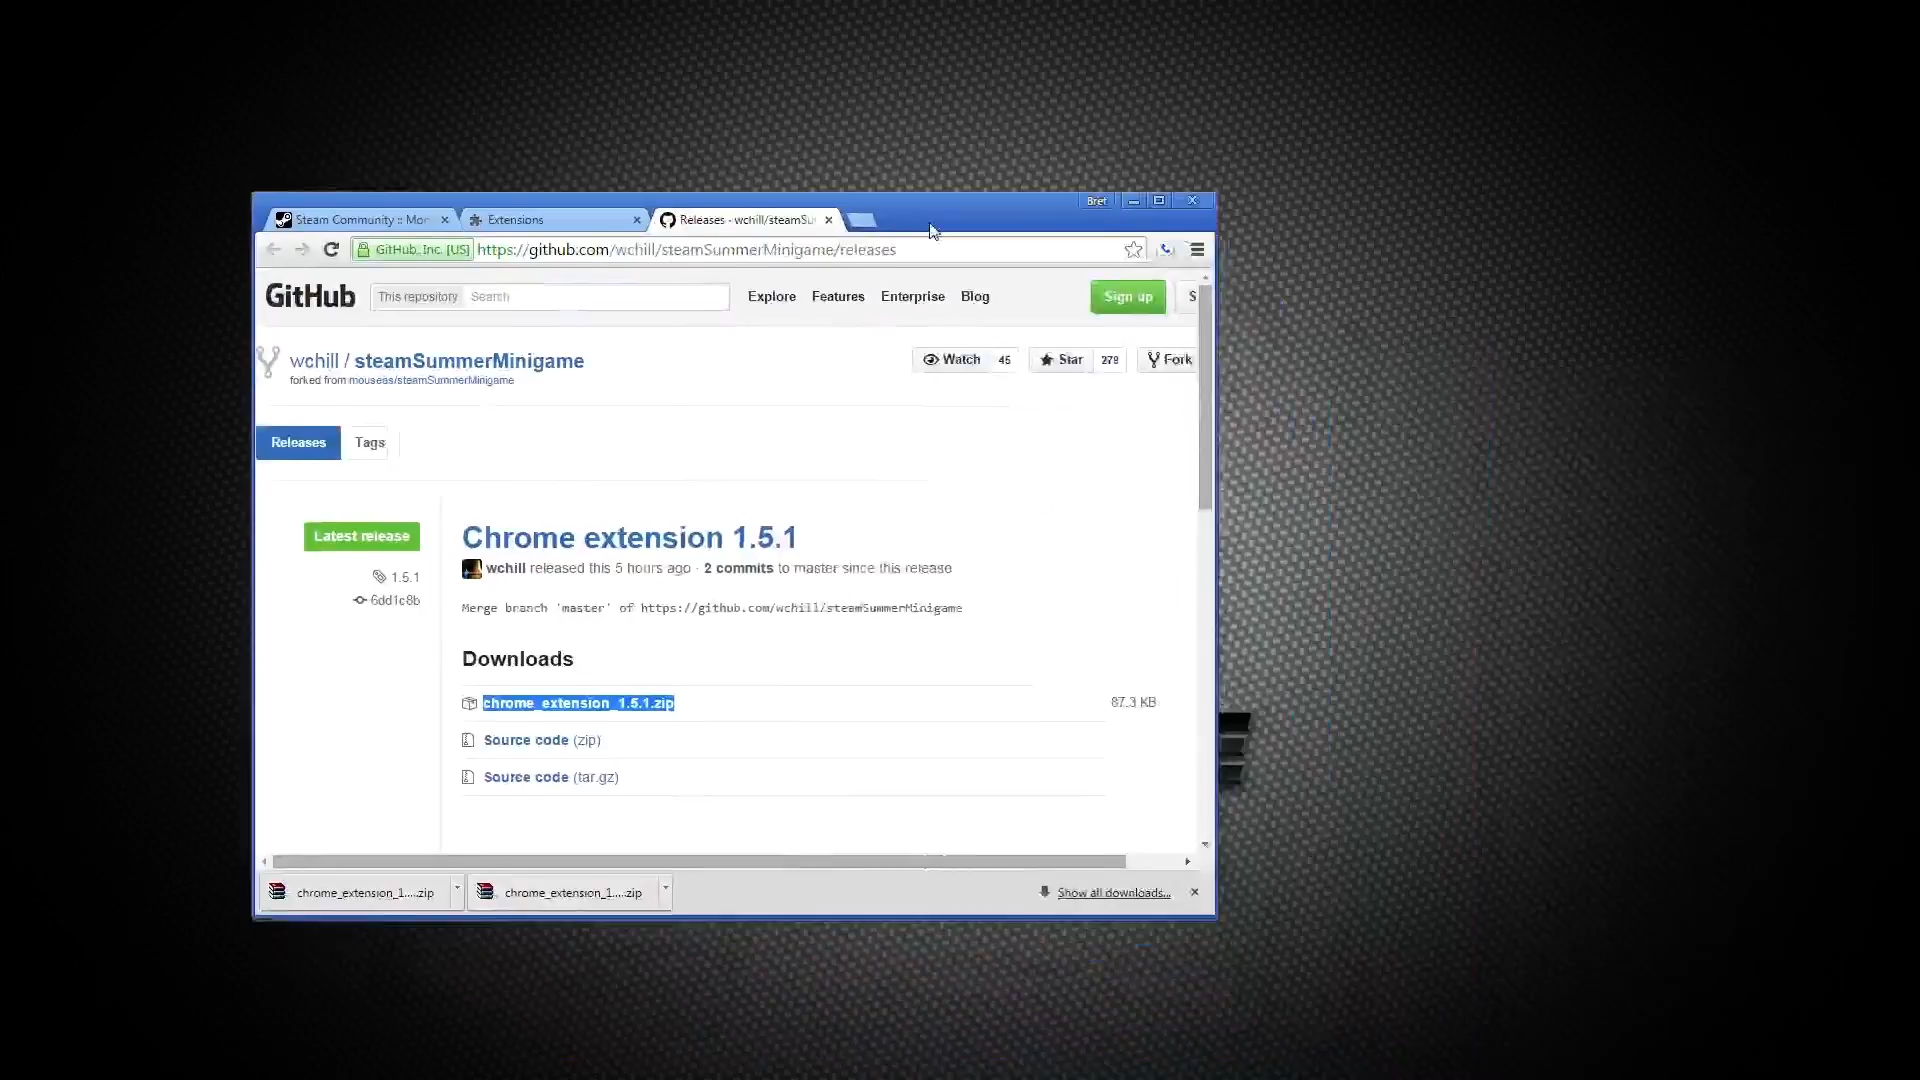 Bret
Steam Community :: Mor
Extensions
Releases · wchill/steamSu
GitHub, Inc. [US]
https://github.com/wchill/steamSummerMinigame/releases
GitHub
This repository
Search
Explore
Features
Enterprise
Blog
Sign up
S
wchill / steamSummerMinigame
forked from mouseas/steamSummerMinigame
Watch
45
Star
279
Fork
Releases
Tags
Latest release
1.5.1
6dd1c8b
Chrome extension 1.5.1
wchill released this 5 hours ago · 2 commits to master since this release
Merge branch 'master' of https://github.com/wchill/steamSummerMinigame
Downloads
chrome_extension_1.5.1.zip
87.3 KB
Source code (zip)
Source code (tar.gz)
chrome_extension_1.....zip
chrome_extension_1.....zip
Show all downloads...